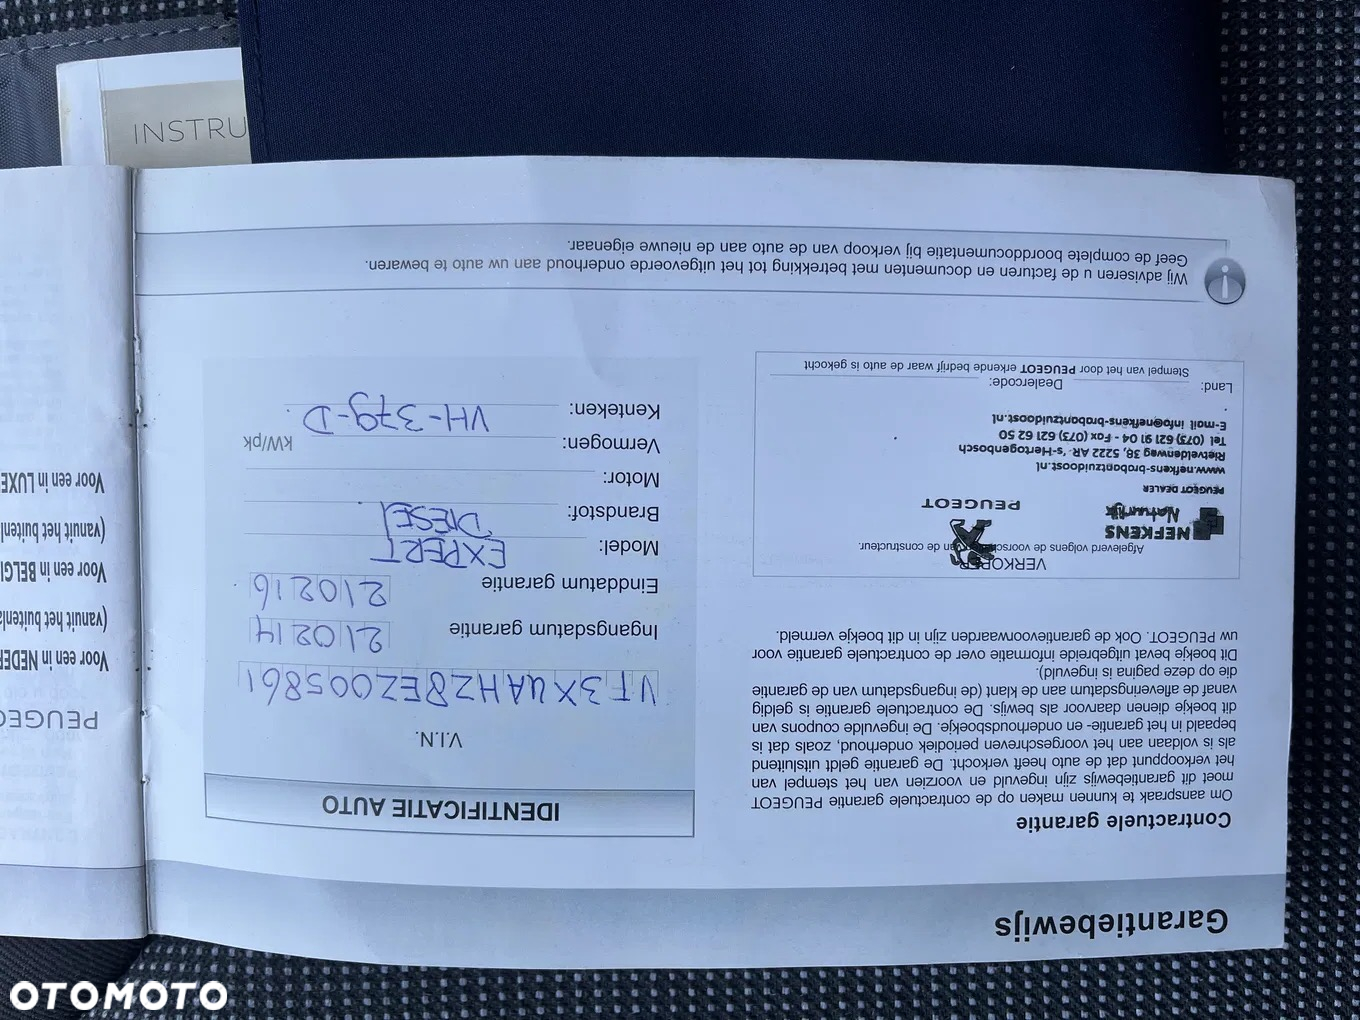 INSTRU
Garantiebewijs
Contractuele garantie
Om aanspraak te kunnen maken op de contractuele garantie PEUGEOT
moet dit garantiebewijs zijn ingevuld en voorzien van het stempel van
het verkooppunt dat de auto heeft verkocht. De garantie geldt uitsluitend
als is voldaan aan het voorgeschreven periodiek onderhoud, zoals dat is
bepaald in het garantie- en onderhoudsboekje. De ingevulde coupons van
dit boekje dienen daarvoor als bewijs. De contractuele garantie is geldig
vanaf de afleveringsdatum aan de klant (de ingangsdatum van de garantie
die op deze pagina is ingevuld).
Dit boekje bevat uitgebreide informatie over de contractuele garantie voor
uw PEUGEOT. Ook de garantievoorwaarden zijn in dit boekje vermeld.
VERKOPER
Afgeleverd volgens de voorschriften van de constructeur.
NEFKENS
Natuurlijk
PEUGEOT
PEUGEOT DEALER
www.nefkens-brabantzuidoost.nl
Rietveldenweg 38, 5222 AR 's-Hertogenbosch
Tel (073) 621 91 04 - Fax (073) 621 62 50
E-mail info@nefkens-brabantzuidoost.nl
Land: Dealercode:
Stempel van het door PEUGEOT erkende bedrijf waar de auto is gekocht
IDENTIFICATIE AUTO
V.I.N.
VF3XUAHZ8EZ005861
Ingangsdatum garantie 210214
Einddatum garantie 210216
Model: EXPERT
Brandstof: DIESEL
Motor:
Vermogen: kW/pk
Kenteken: VH-379-D
Wij adviseren u de facturen en documenten met betrekking tot het uitgevoerde onderhoud aan uw auto te bewaren.
Geef de complete boorddocumentatie bij verkoop van de auto aan de nieuwe eigenaar.
PEUGEO
Voor een in NEDER
(vanuit het buitenla
Voor een in BELGI
(vanuit het buitenl
Voor een in LUXE
OTOMOTO